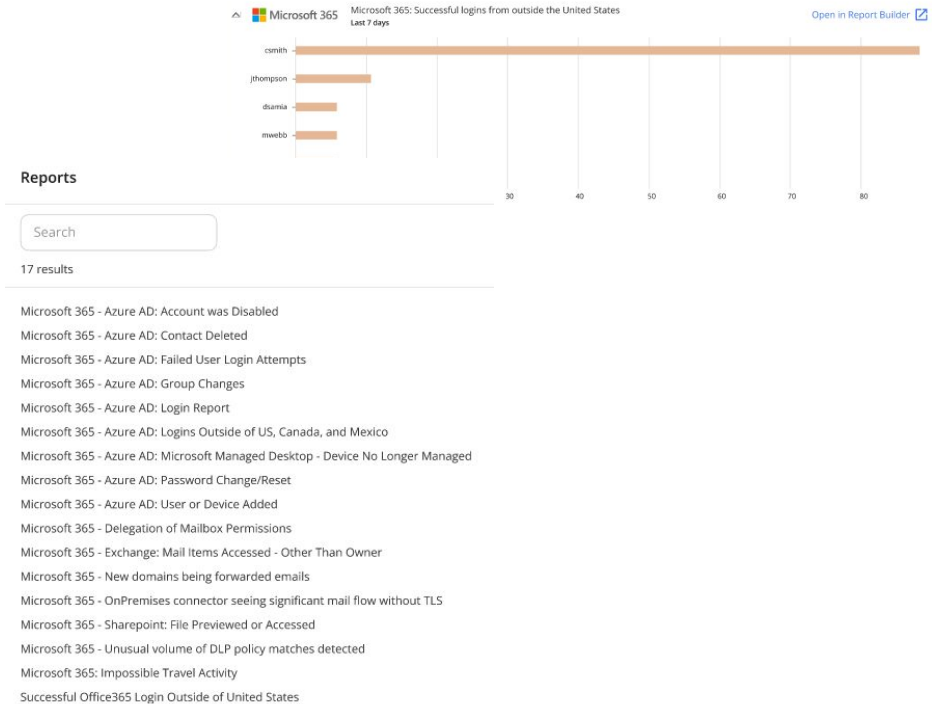 Microsoft 365
Microsoft 365: Successful logins from outside the United States
Last 7 days
Open in Report Builder
csmith
jthompson
dsamia
mwebb
30 40 50 60 70 80
Reports
Search
17 results
Microsoft 365 - Azure AD: Account was Disabled
Microsoft 365 - Azure AD: Contact Deleted
Microsoft 365 - Azure AD: Failed User Login Attempts
Microsoft 365 - Azure AD: Group Changes
Microsoft 365 - Azure AD: Login Report
Microsoft 365 - Azure AD: Logins Outside of US, Canada, and Mexico
Microsoft 365 - Azure AD: Microsoft Managed Desktop - Device No Longer Managed
Microsoft 365 - Azure AD: Password Change/Reset
Microsoft 365 - Azure AD: User or Device Added
Microsoft 365 - Delegation of Mailbox Permissions
Microsoft 365 - Exchange: Mail Items Accessed - Other Than Owner
Microsoft 365 - New domains being forwarded emails
Microsoft 365 - OnPremises connector seeing significant mail flow without TLS
Microsoft 365 - Sharepoint: File Previewed or Accessed
Microsoft 365 - Unusual volume of DLP policy matches detected
Microsoft 365: Impossible Travel Activity
Successful Office365 Login Outside of United States